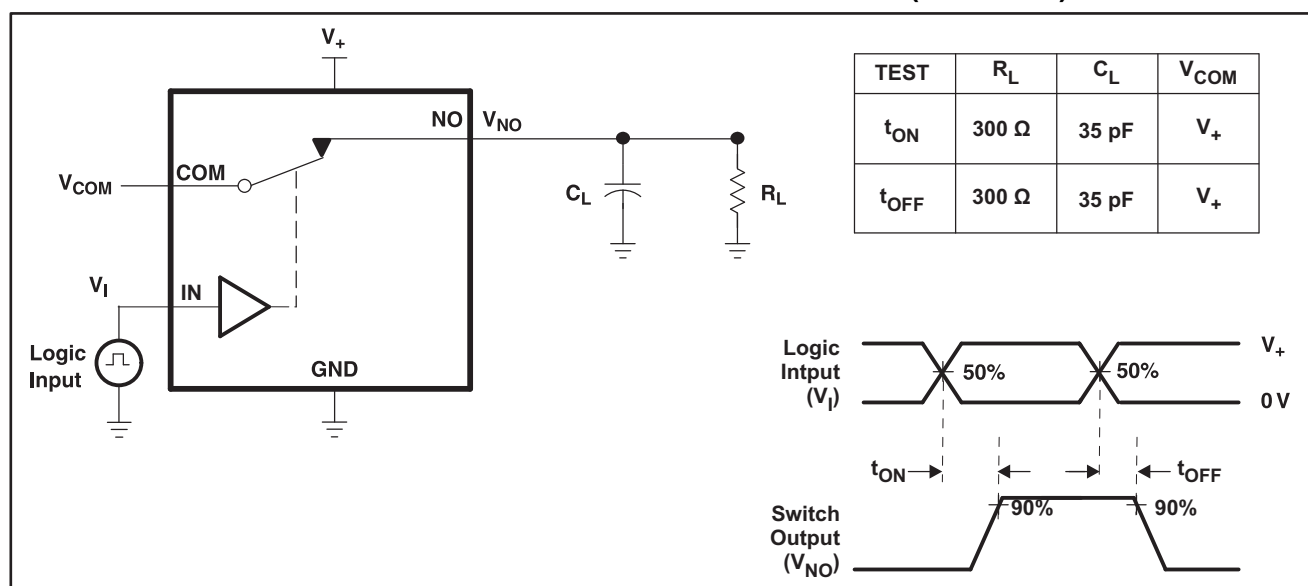 V+
NO
VNO
COM
VCOM
CL
RL
VI
IN
Logic
Input
GND
TEST RL CL VCOM
tON 300 Ω 35 pF V+
tOFF 300 Ω 35 pF V+
Logic
Intput
(VI)
50%
50%
V+
0 V
tON
tOFF
Switch
Output
(VNO)
90%
90%